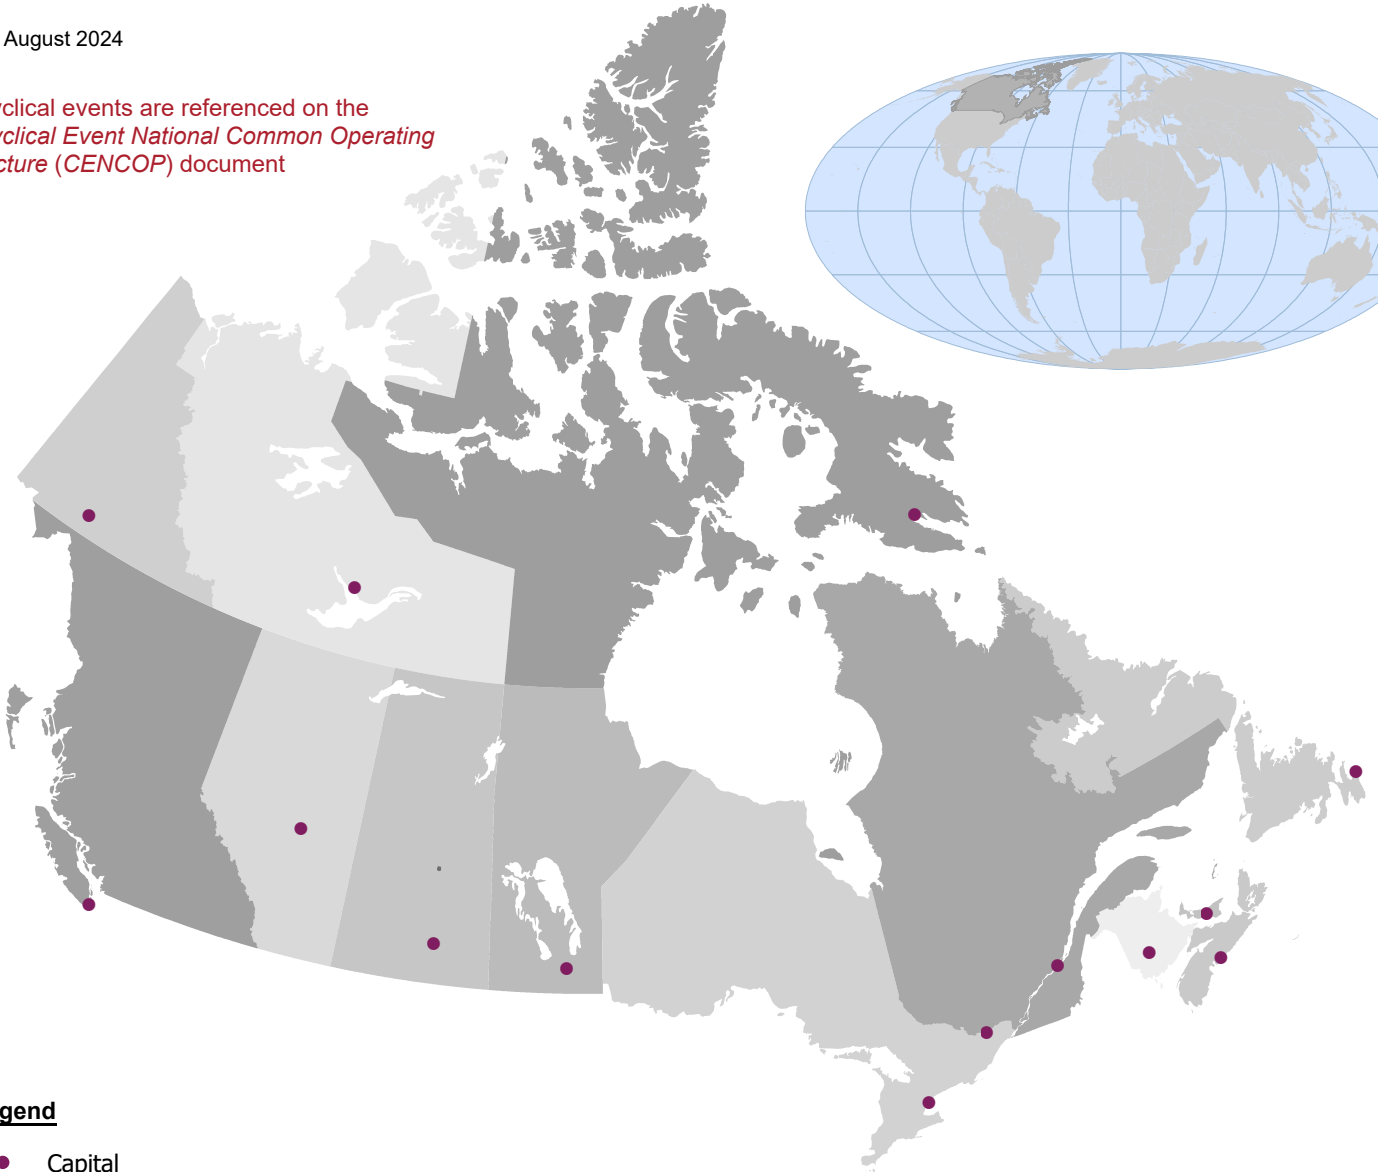 August 2024
yclical events are referenced on the
yclical Event National Common Operating
cture (CENCOP) document
gend
Capital